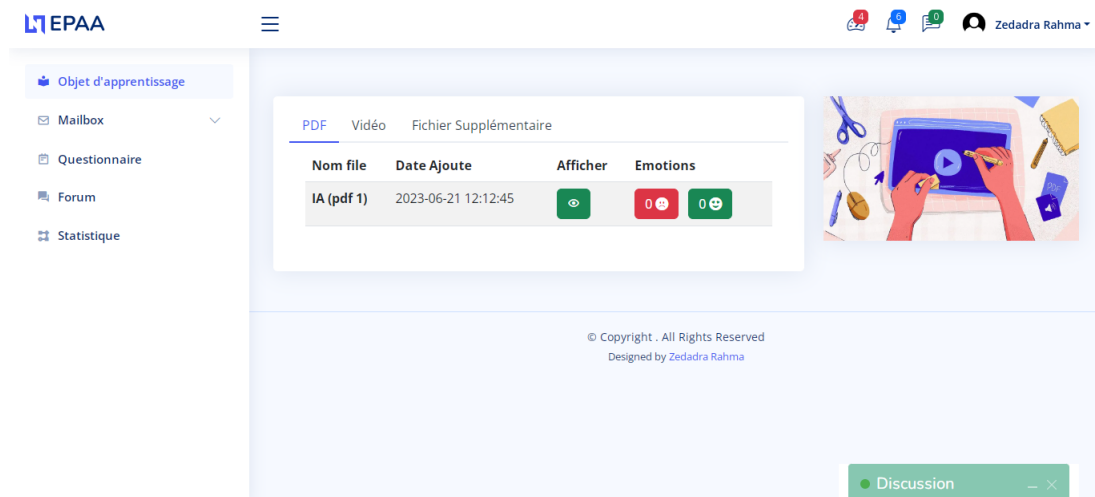 EPAA
4
6
0
Zedadra Rahma
Objet d'apprentissage
Mailbox
Questionnaire
Forum
Statistique
PDF Vidéo Fichier Supplémentaire
Nom file Date Ajoute Afficher Emotions
IA (pdf 1) 2023-06-21 12:12:45 0 0
PDF
© Copyright . All Rights Reserved
Designed by Zedadra Rahma
Discussion